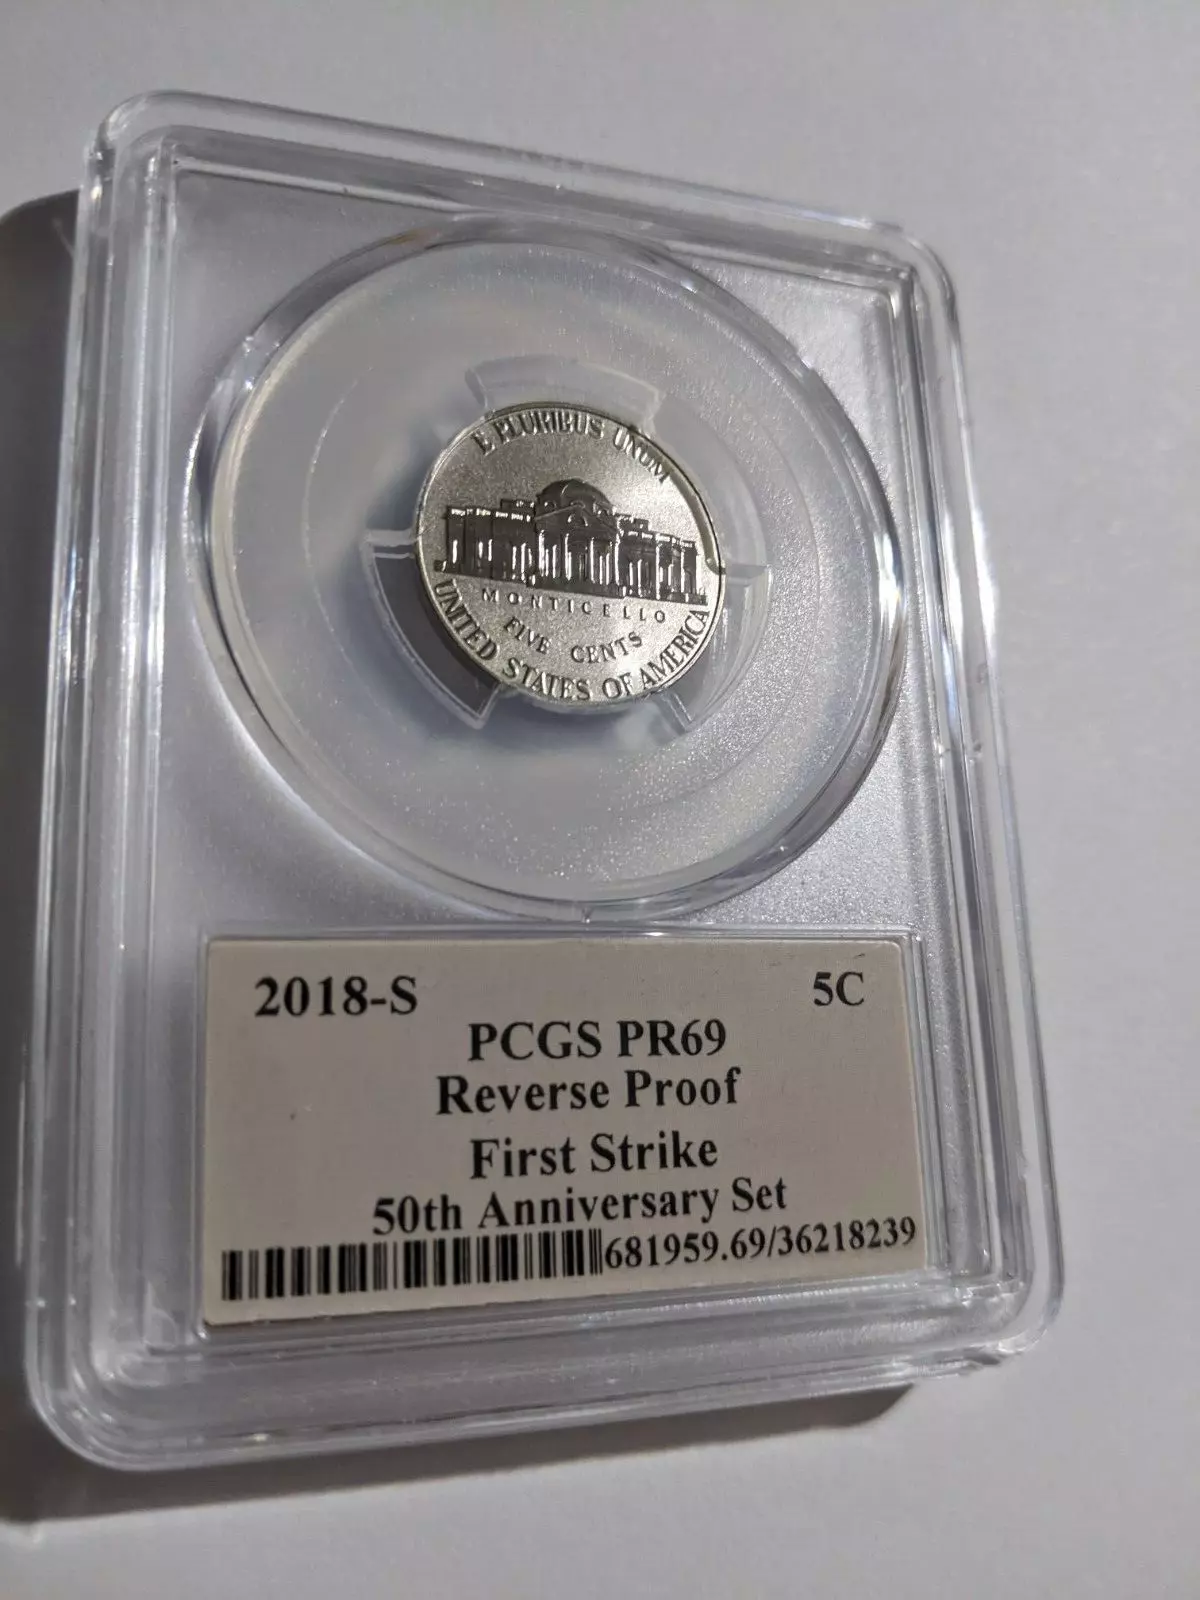 E PLURIBUS UNUM
MONTICELLO
FIVE CENTS
UNITED STATES OF AMERICA
2018-S 5C
PCGS PR69
Reverse Proof
First Strike
50th Anniversary Set
681959.69/36218239